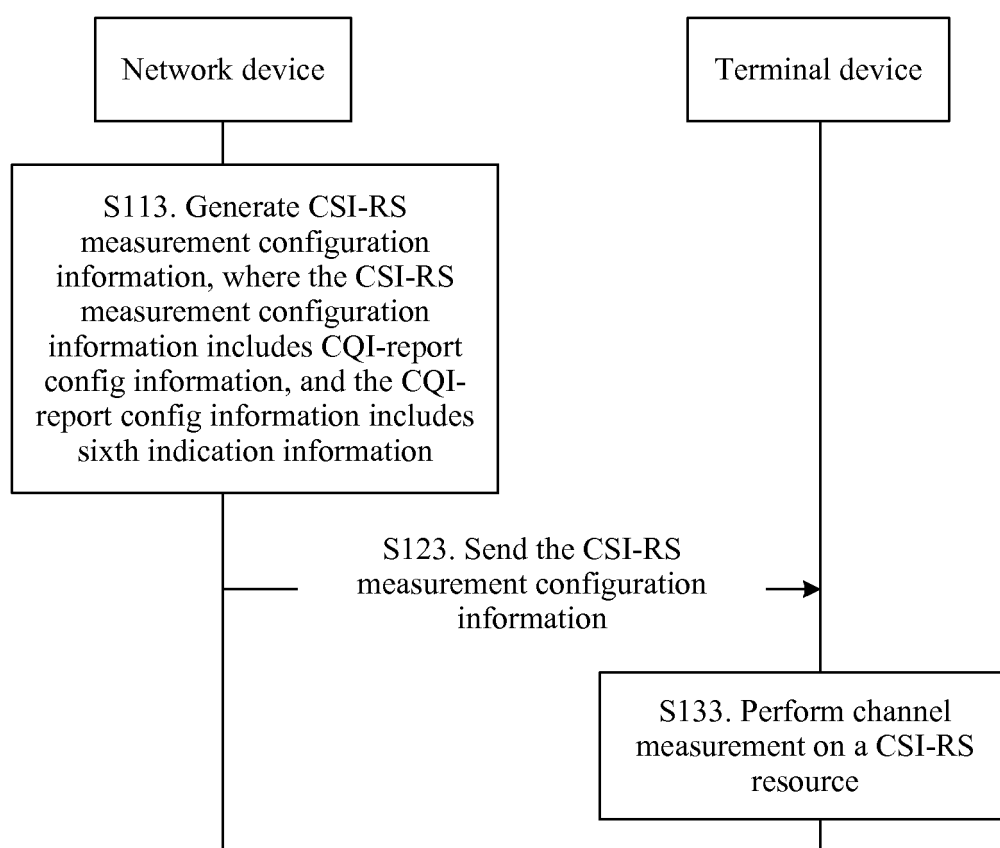 Network device
Terminal device
S113. Generate CSI-RS
measurement configuration
information, where the CSI-RS
measurement configuration
information includes CQI-report
config information, and the CQI-
report config information includes
sixth indication information
S123. Send the CSI-RS
measurement configuration
information
S133. Perform channel
measurement on a CSI-RS
resource